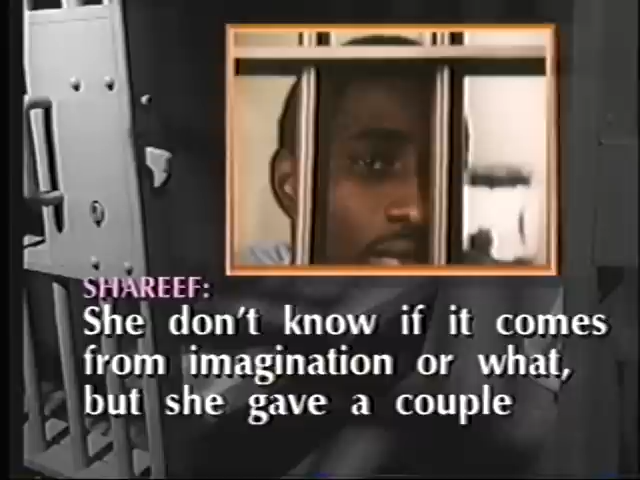 SHAREEF:
She don't know if it comes
from imagination or what,
but she gave a couple